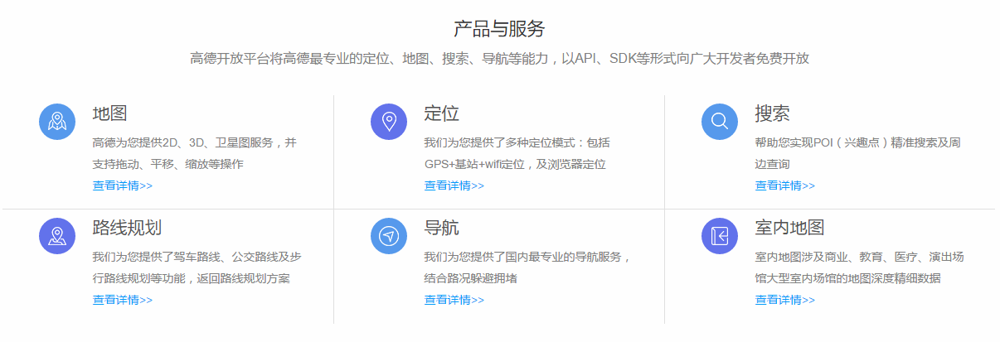 产品与服务
高德开放平台将高德最专业的定位、地图、搜索、导航等能力，以API、SDK等形式向广大开发者免费开放
地图
高德为您提供2D、3D、卫星图服务，并
支持拖动、平移、缩放等操作
查看详情>>
定位
我们为您提供了多种定位模式：包括
GPS+基站+wifi定位，及浏览器定位
查看详情>>
搜索
帮助您实现POI（兴趣点）精准搜索及周
边查询
查看详情>>
路线规划
我们为您提供了驾车路线、公交路线及步
行路线规划等功能，返回路线规划方案
查看详情>>
导航
我们为您提供了国内最专业的导航服务，
结合路况躲避拥堵
查看详情>>
室内地图
室内地图涉及商业、教育、医疗、演出场
馆大型室内场馆的地图深度精细数据
查看详情>>